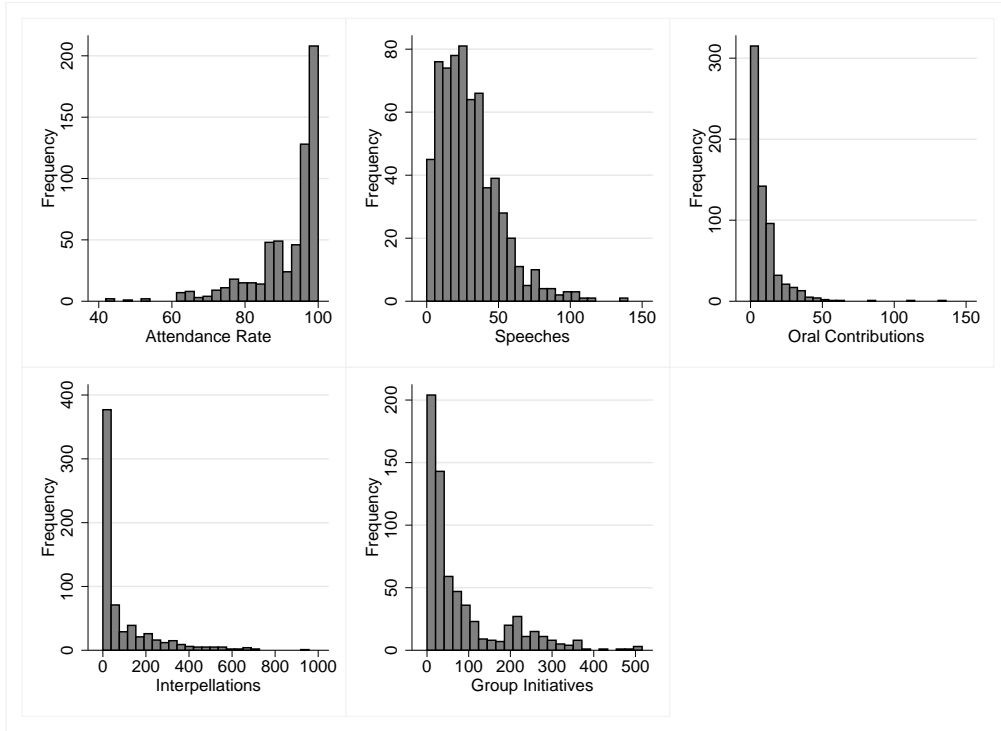 Frequency
200
150
100
50
0
40 60 80 100
Attendance Rate
Frequency
80
60
40
20
0
0 50 100 150
Speeches
Frequency
300
200
100
0
0 50 100 150
Oral Contributions
Frequency
400
300
200
100
0
0 200 400 600 800 1000
Interpellations
Frequency
200
150
100
50
0
0 100 200 300 400 500
Group Initiatives